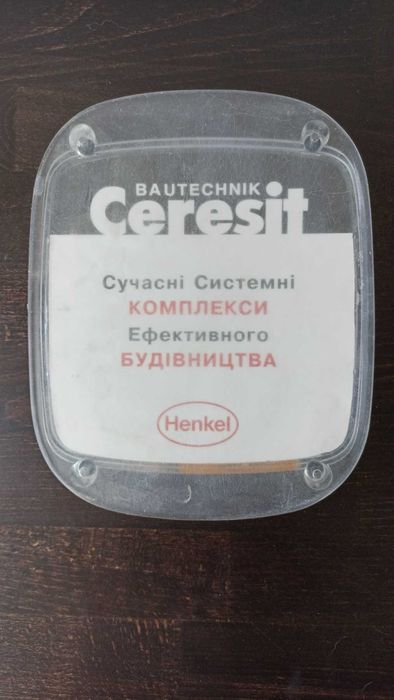 BAUTECHNIK
Ceresit
Сучасні Системні
КОМПЛЕКСИ
Ефективного
БУДІВНИЦТВА
Henkel